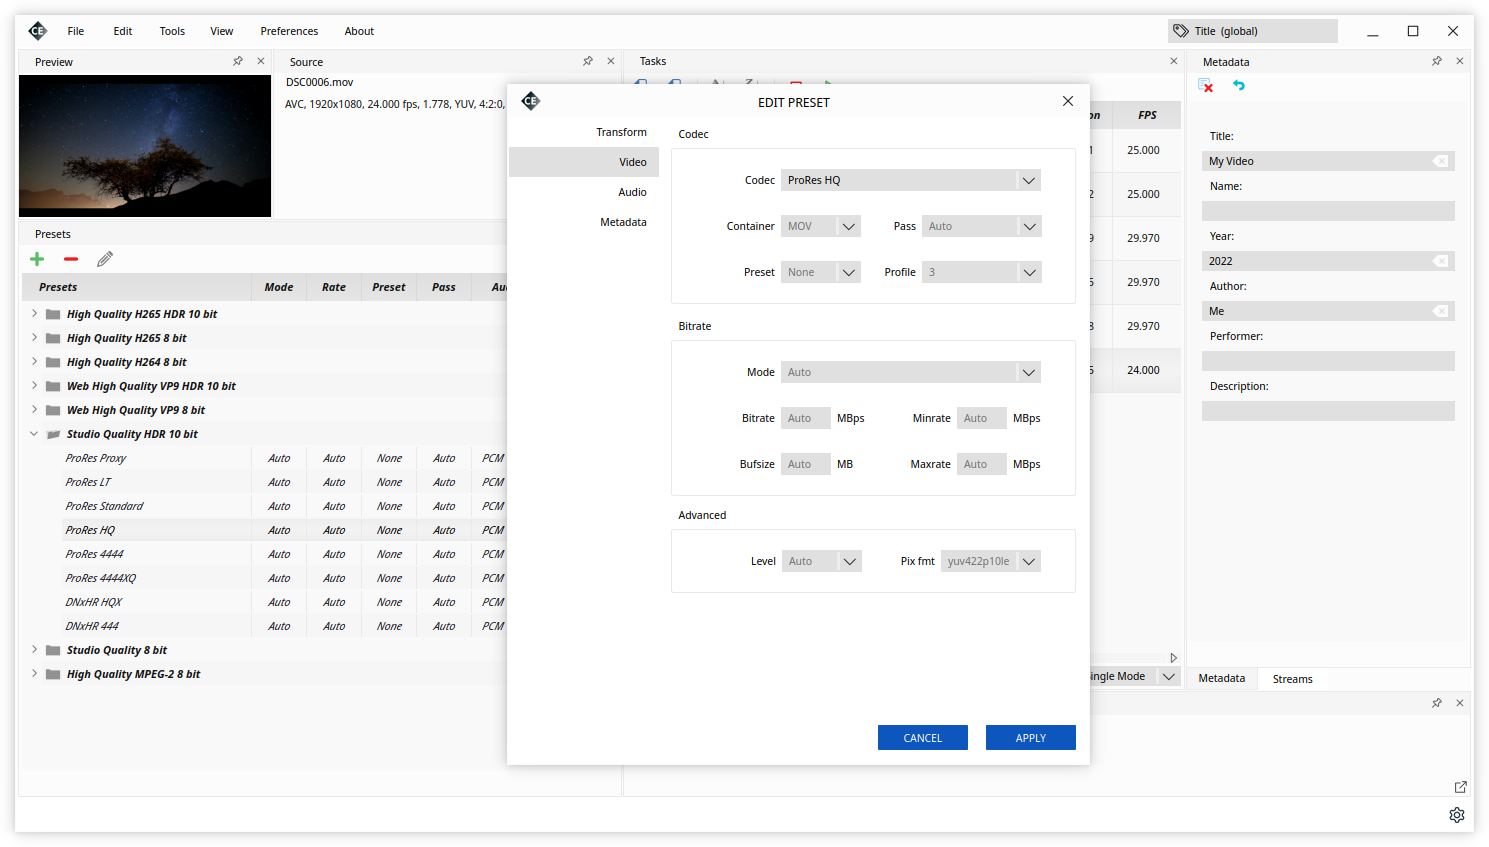 CE File Edit Tools View Preferences About Title (global)
Preview Source Tasks Metadata
DSC0006.mov
AVC, 1920x1080, 24.000 fps, 1.778, YUV, 4:2:0,
FPS
25.000
25.000
29.970
29.970
29.970
24.000
ingle Mode
Presets
Presets Mode Rate Preset Pass
High Quality H265 HDR 10 bit
High Quality H265 8 bit
High Quality H264 8 bit
Web High Quality VP9 HDR 10 bit
Web High Quality VP9 8 bit
Studio Quality HDR 10 bit
ProRes Proxy Auto Auto None Auto PCM
ProRes LT Auto Auto None Auto PCM
ProRes Standard Auto Auto None Auto PCM
ProRes HQ Auto Auto None Auto PCM
ProRes 4444 Auto Auto None Auto PCM
ProRes 4444XQ Auto Auto None Auto PCM
DNxHR HQX Auto Auto None Auto PCM
DNxHR 444 Auto Auto None Auto PCM
Studio Quality 8 bit
High Quality MPEG-2 8 bit
CE EDIT PRESET
Transform
Video
Audio
Metadata
Codec
Codec ProRes HQ
Container MOV Pass Auto
Preset None Profile 3
Bitrate
Mode Auto
Bitrate Auto MBps Minrate Auto MBps
Bufsize Auto MB Maxrate Auto MBps
Advanced
Level Auto Pix fmt yuv422p10le
CANCEL APPLY
Title:
My Video
Name:
Year:
2022
Author:
Me
Performer:
Description:
Metadata Streams